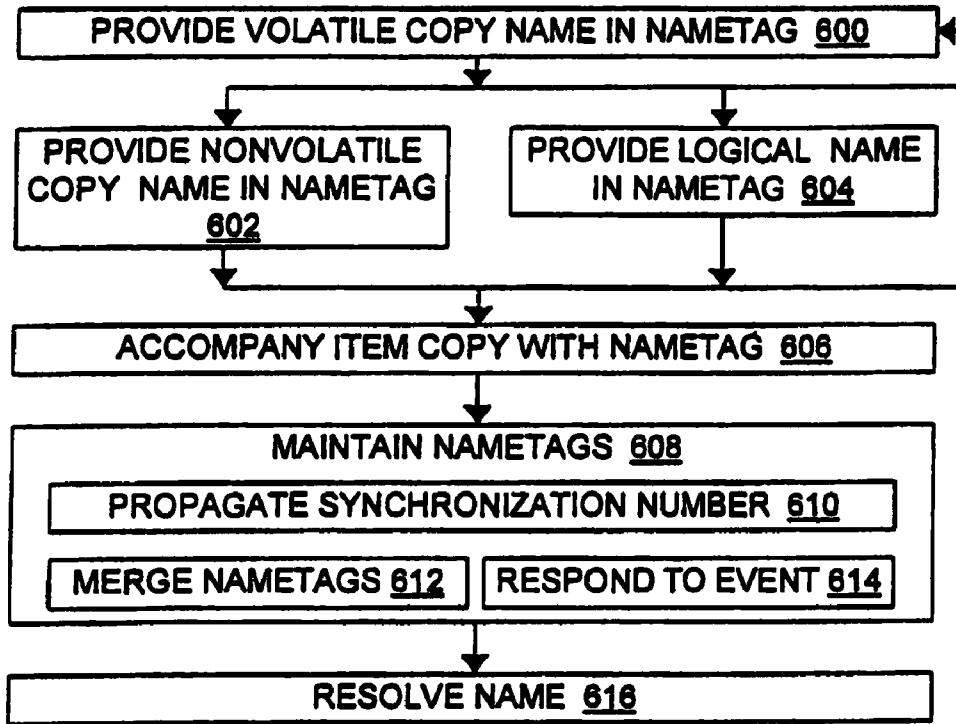 PROVIDE VOLATILE COPY NAME IN NAMETAG 600
PROVIDE NONVOLATILE
COPY NAME IN NAMETAG
602
PROVIDE LOGICAL NAME
IN NAMETAG 604
ACCOMPANY ITEM COPY WITH NAMETAG 606
MAINTAIN NAMETAGS 608
PROPAGATE SYNCHRONIZATION NUMBER 610
MERGE NAMETAGS 612
RESPOND TO EVENT 614
RESOLVE NAME 616